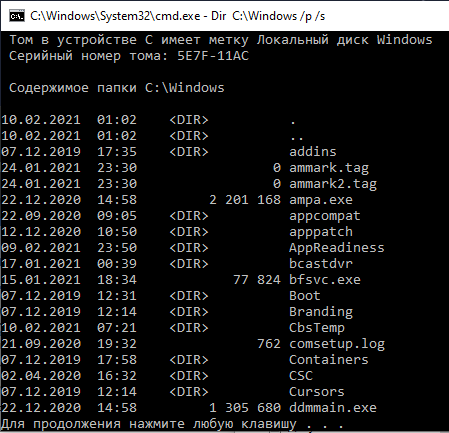 C:\Windows\System32\cmd.exe - Dir C:\Windows /p /s
Том в устройстве C имеет метку Локальный диск Windows
Серийный номер тома: 5E7F-11AC
Содержимое папки C:\Windows
10.02.2021 01:02 <DIR> .
10.02.2021 01:02 <DIR> ..
07.12.2019 17:35 <DIR> addins
24.01.2021 23:30 0 ammark.tag
24.01.2021 23:30 0 ammark2.tag
22.12.2020 14:58 2 201 168 ampa.exe
22.09.2020 09:05 <DIR> appcompat
22.12.2020 10:50 <DIR> apppatch
09.02.2021 23:50 <DIR> AppReadiness
17.01.2021 00:39 <DIR> bcastdvr
15.01.2021 18:34 77 824 bfsvc.exe
07.12.2019 12:31 <DIR> Boot
07.12.2019 12:14 <DIR> Branding
10.02.2021 07:21 <DIR> CbsTemp
21.09.2020 19:32 762 comsetup.log
07.12.2019 17:58 <DIR> Containers
02.04.2020 16:32 <DIR> CSC
07.12.2019 12:14 <DIR> Cursors
22.12.2020 14:58 1 305 680 ddmmain.exe
Для продолжения нажмите любую клавишу . . .